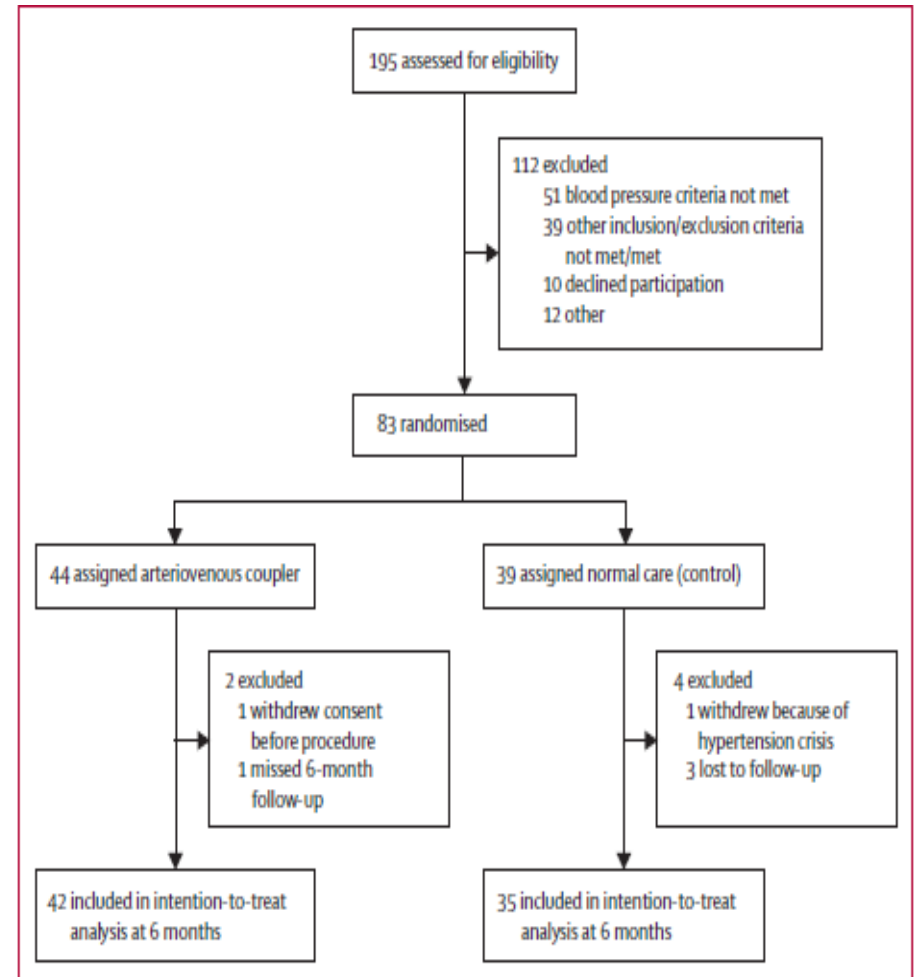 195 assessed for eligibility
112 excluded
51 blood pressure criteria not met
39 other inclusion/exclusion criteria
not met/met
10 declined participation
12 other
83 randomised
44 assigned arteriovenous coupler
39 assigned normal care (control)
2 excluded
1 withdrew consent
before procedure
1 missed 6-month
follow-up
4 excluded
1 withdrew because of
hypertension crisis
3 lost to follow-up
42 included in intention-to-treat
analysis at 6 months
35 included in intention-to-treat
analysis at 6 months